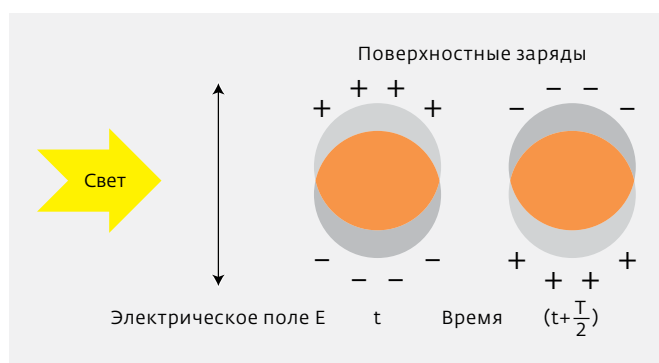 Поверхностные заряды
+ + + +
- - - -
Свет
- - - -
+ + + +
Электрическое поле E t Время (t+T/2)